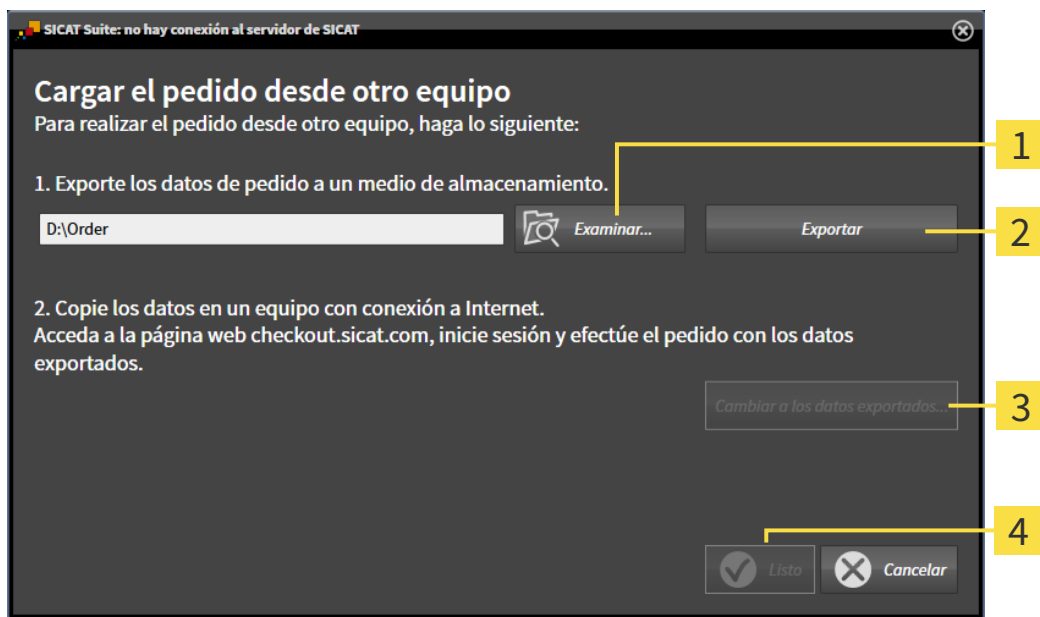 SICAT Suite: no hay conexión al servidor de SICAT
Cargar el pedido desde otro equipo
Para realizar el pedido desde otro equipo, haga lo siguiente:
1
1. Exporte los datos de pedido a un medio de almacenamiento.
D:\Order
Examinar...
Exportar
2
2. Copie los datos en un equipo con conexión a Internet.
Acceda a la página web checkout.sicat.com, inicie sesión y efectúe el pedido con los datos
exportados.
Cambiar a los datos exportados...
3
4
Listo
Cancelar